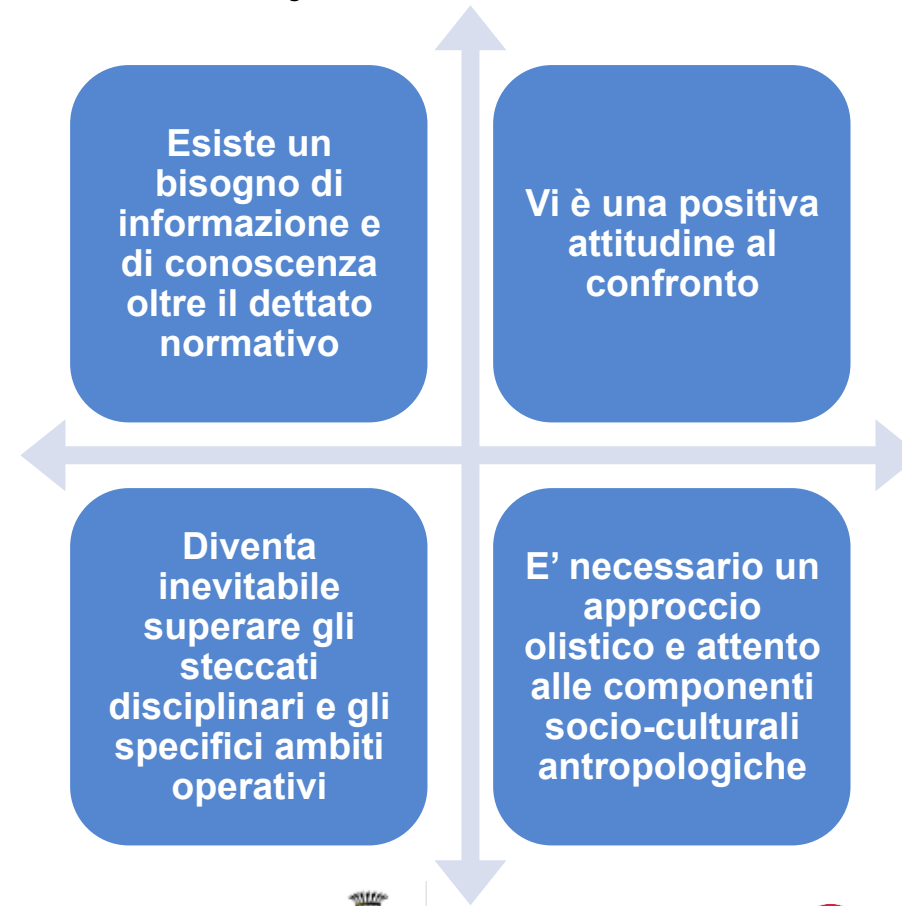 Esiste un
bisogno di
informazione e
di conoscenza
oltre il dettato
normativo
Vi è una positiva
attitudine al
confronto
Diventa
inevitabile
superare gli
steccati
disciplinari e gli
specifici ambiti
operativi
E’ necessario un
approccio
olistico e attento
alle componenti
socio-culturali
antropologiche